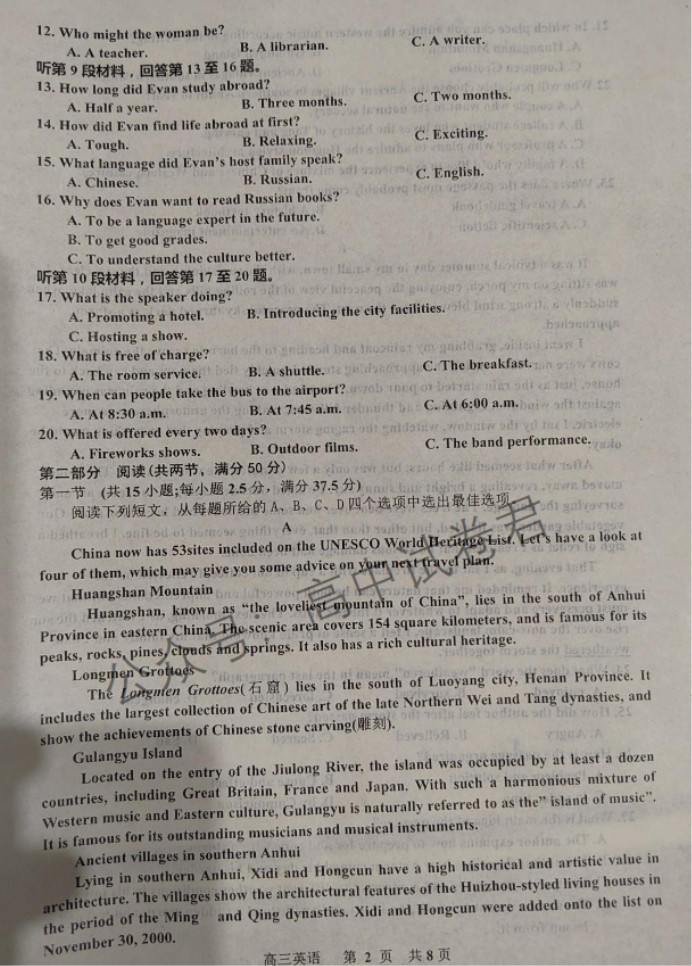 12. Who might the woman be?
A. A teacher. B. A librarian. C. A writer.
听第 9 段材料，回答第 13 至 16 题。
13. How long did Evan study abroad?
A. Half a year. B. Three months. C. Two months.
14. How did Evan find life abroad at first?
A. Tough. B. Relaxing. C. Exciting.
15. What language did Evan's host family speak?
A. Chinese. B. Russian. C. English.
16. Why does Evan want to read Russian books?
A. To be a language expert in the future.
B. To get good grades.
C. To understand the culture better.
听第 10 段材料，回答第 17 至 20 题。
17. What is the speaker doing?
A. Promoting a hotel. B. Introducing the city facilities.
C. Hosting a show.
18. What is free of charge?
A. The room service. B. A shuttle. C. The breakfast.
19. When can people take the bus to the airport?
A. At 8:30 a.m. B. At 7:45 a.m. C. At 6:00 a.m.
20. What is offered every two days?
A. Fireworks shows. B. Outdoor films. C. The band performance.
第二部分 阅读(共两节，满分 50 分)
第一节 (共 15 小题;每小题 2.5 分，满分 37.5 分)
阅读下列短文，从每题所给的 A、B、C、D 四个选项中选出最佳选项
A
China now has 53sites included on the UNESCO World Heritage List. Let's have a look at
four of them, which may give you some advice on your next travel plan.
Huangshan Mountain
Huangshan, known as “the loveliest mountain of China”, lies in the south of Anhui
Province in eastern China. The scenic area covers 154 square kilometers, and is famous for its
peaks, rocks, pines, clouds and springs. It also has a rich cultural heritage.
Longmen Grottoes
The Longmen Grottoes(石窟) lies in the south of Luoyang city, Henan Province. It
includes the largest collection of Chinese art of the late Northern Wei and Tang dynasties, and
show the achievements of Chinese stone carving(雕刻).
Gulangyu Island
Located on the entry of the Jiulong River, the island was occupied by at least a dozen
countries, including Great Britain, France and Japan. With such a harmonious mixture of
Western music and Eastern culture, Gulangyu is naturally referred to as the” island of music”.
It is famous for its outstanding musicians and musical instruments.
Ancient villages in southern Anhui
Lying in southern Anhui, Xidi and Hongcun have a high historical and artistic value in
architecture. The villages show the architectural features of the Huizhou-styled living houses in
the period of the Ming and Qing dynasties. Xidi and Hongcun were added onto the list on
November 30, 2000.
高三英语 第 2 页 共 8 页
公众号：高中试卷君